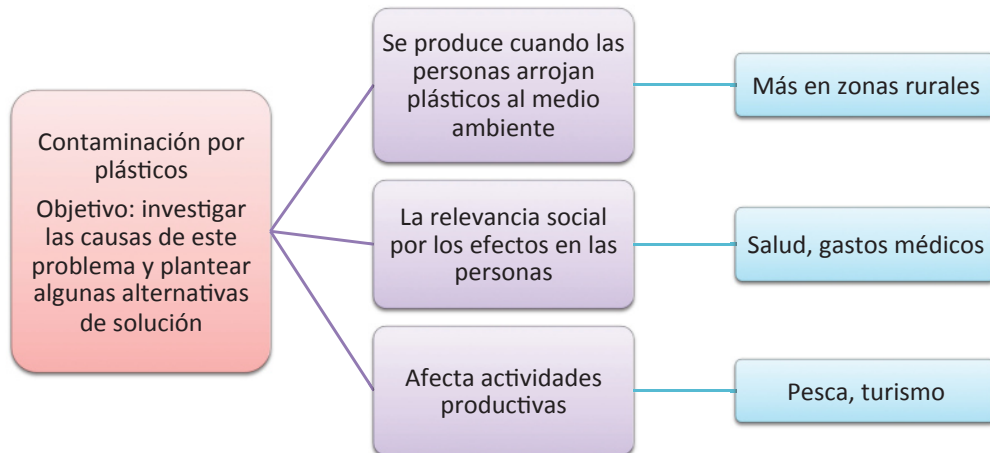 Contaminación por
plásticos
Objetivo: investigar
las causas de este
problema y plantear
algunas alternativas
de solución
Se produce cuando las
personas arrojan
plásticos al medio
ambiente
Más en zonas rurales
La relevancia social
por los efectos en las
personas
Salud, gastos médicos
Afecta actividades
productivas
Pesca, turismo